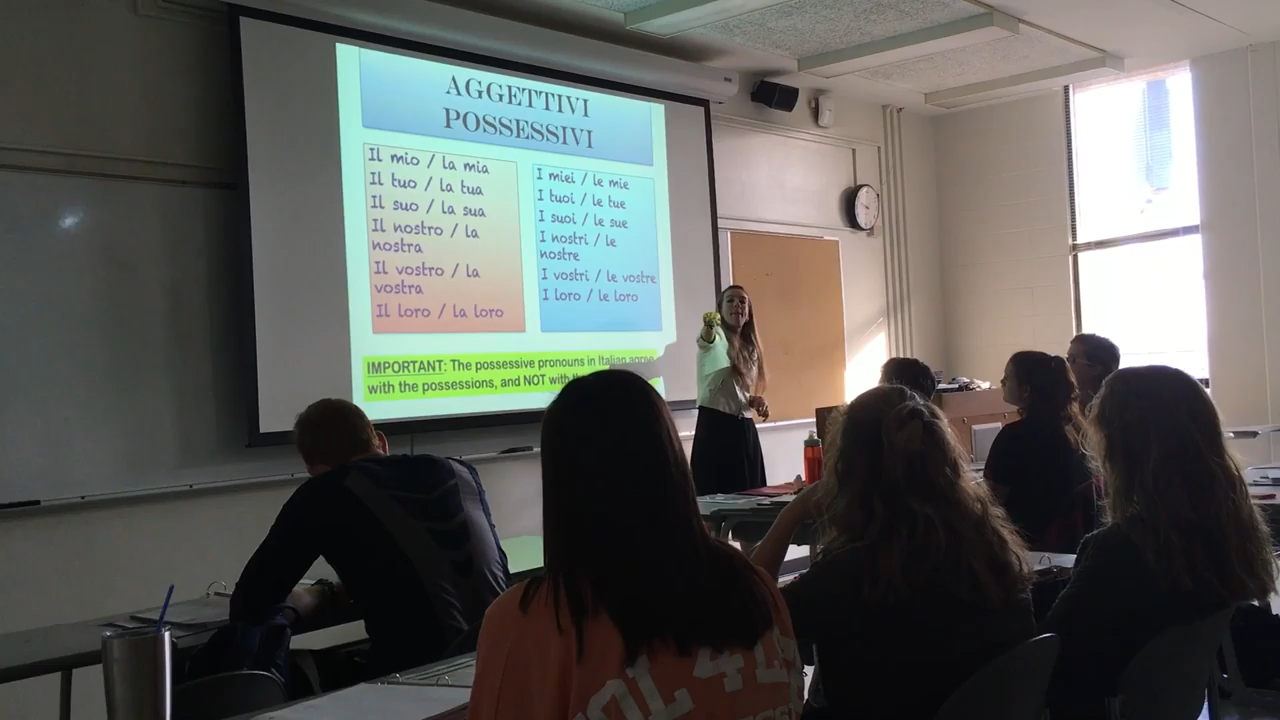 AGGETTIVI
POSSESSIVI
Il mio / la mia
Il tuo / la tua
Il suo / la sua
Il nostro / la
nostra
Il vostro / la
vostra
Il loro / la loro
I miei / le mie
I tuoi / le tue
I suoi / le sue
I nostri / le
nostre
I vostri / le vostre
I loro / le loro
IMPORTANT: The possessive pronouns in Italian agree
with the possessions, and NOT with